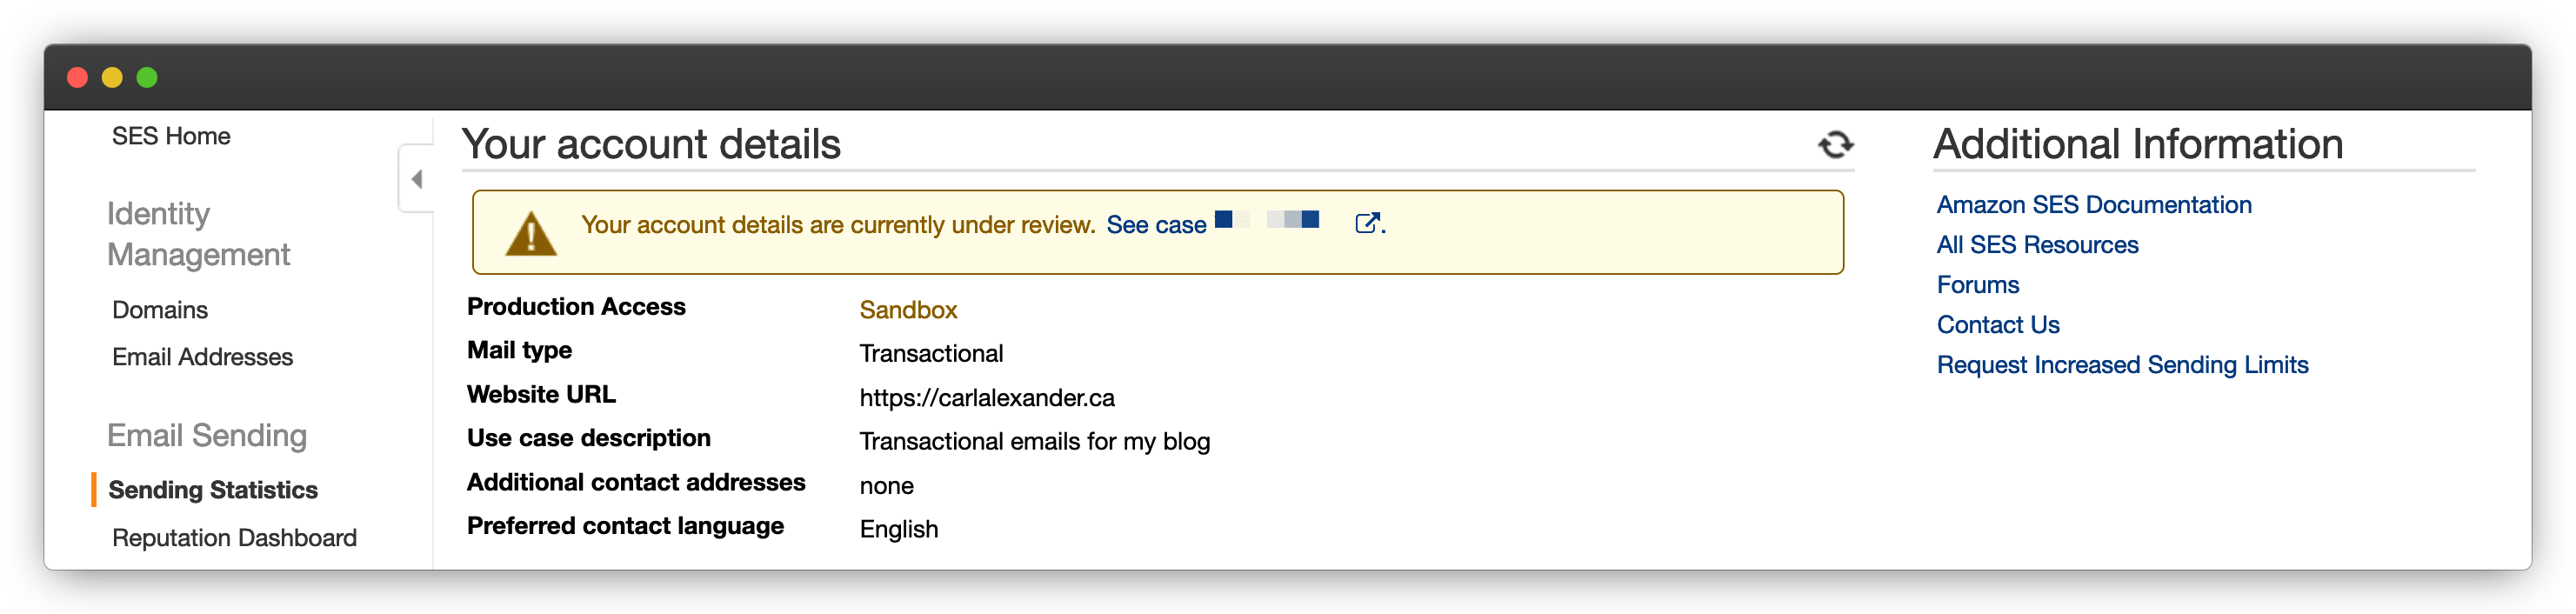 SES Home
Identity
Management
Domains
Email Addresses
Email Sending
Sending Statistics
Reputation Dashboard
Your account details
Your account details are currently under review. See case .
Production Access Sandbox
Mail type Transactional
Website URL https://carlalexander.ca
Use case description Transactional emails for my blog
Additional contact addresses none
Preferred contact language English
Additional Information
Amazon SES Documentation
All SES Resources
Forums
Contact Us
Request Increased Sending Limits